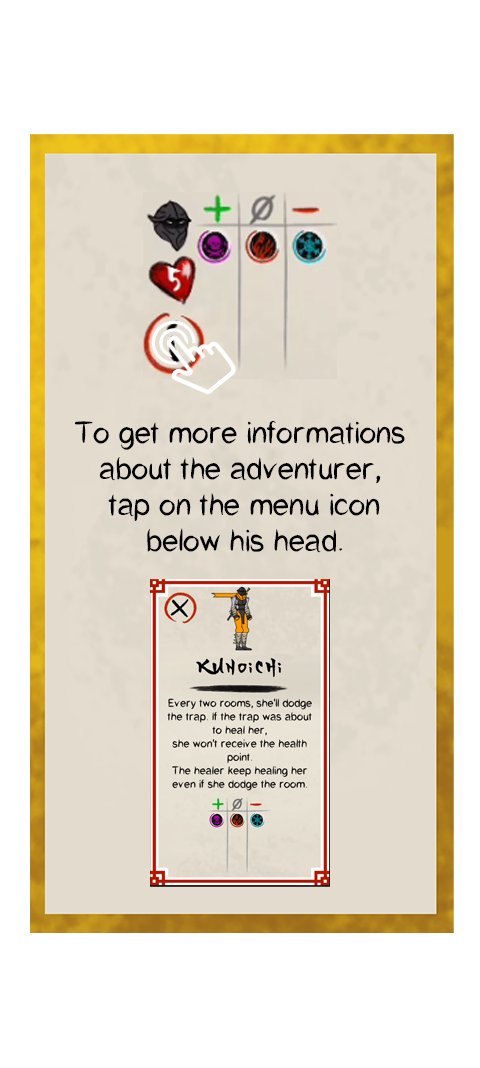 + Ø −
5
To get more informations
about the adventurer,
tap on the menu icon
below his head.
KUNOiCHi
Every two rooms, she'll dodge
the trap. If the trap was about
to heal her,
she won't receive the health
point.
The healer keep healing her
even if she dodge the room.
+ Ø −